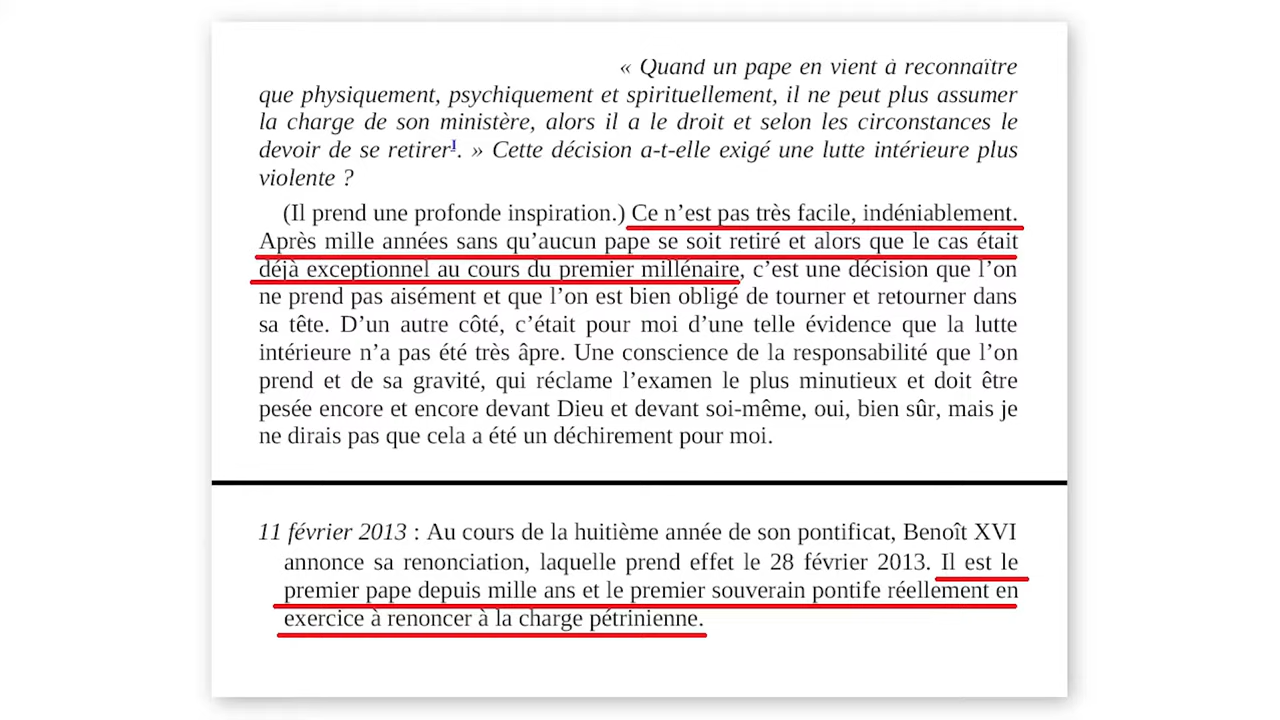 « Quand un pape en vient à reconnaître
que physiquement, psychiquement et spirituellement, il ne peut plus assumer
la charge de son ministère, alors il a le droit et selon les circonstances le
devoir de se retirerI. » Cette décision a-t-elle exigé une lutte intérieure plus
violente ?
(Il prend une profonde inspiration.) Ce n’est pas très facile, indéniablement.
Après mille années sans qu’aucun pape se soit retiré et alors que le cas était
déjà exceptionnel au cours du premier millénaire, c’est une décision que l’on
ne prend pas aisément et que l’on est bien obligé de tourner et retourner dans
sa tête. D’un autre côté, c’était pour moi d’une telle évidence que la lutte
intérieure n’a pas été très âpre. Une conscience de la responsabilité que l’on
prend et de sa gravité, qui réclame l’examen le plus minutieux et doit être
pesée encore et encore devant Dieu et devant soi-même, oui, bien sûr, mais je
ne dirais pas que cela a été un déchirement pour moi.
11 février 2013 : Au cours de la huitième année de son pontificat, Benoît XVI
annonce sa renonciation, laquelle prend effet le 28 février 2013. Il est le
premier pape depuis mille ans et le premier souverain pontife réellement en
exercice à renoncer à la charge pétrinienne.